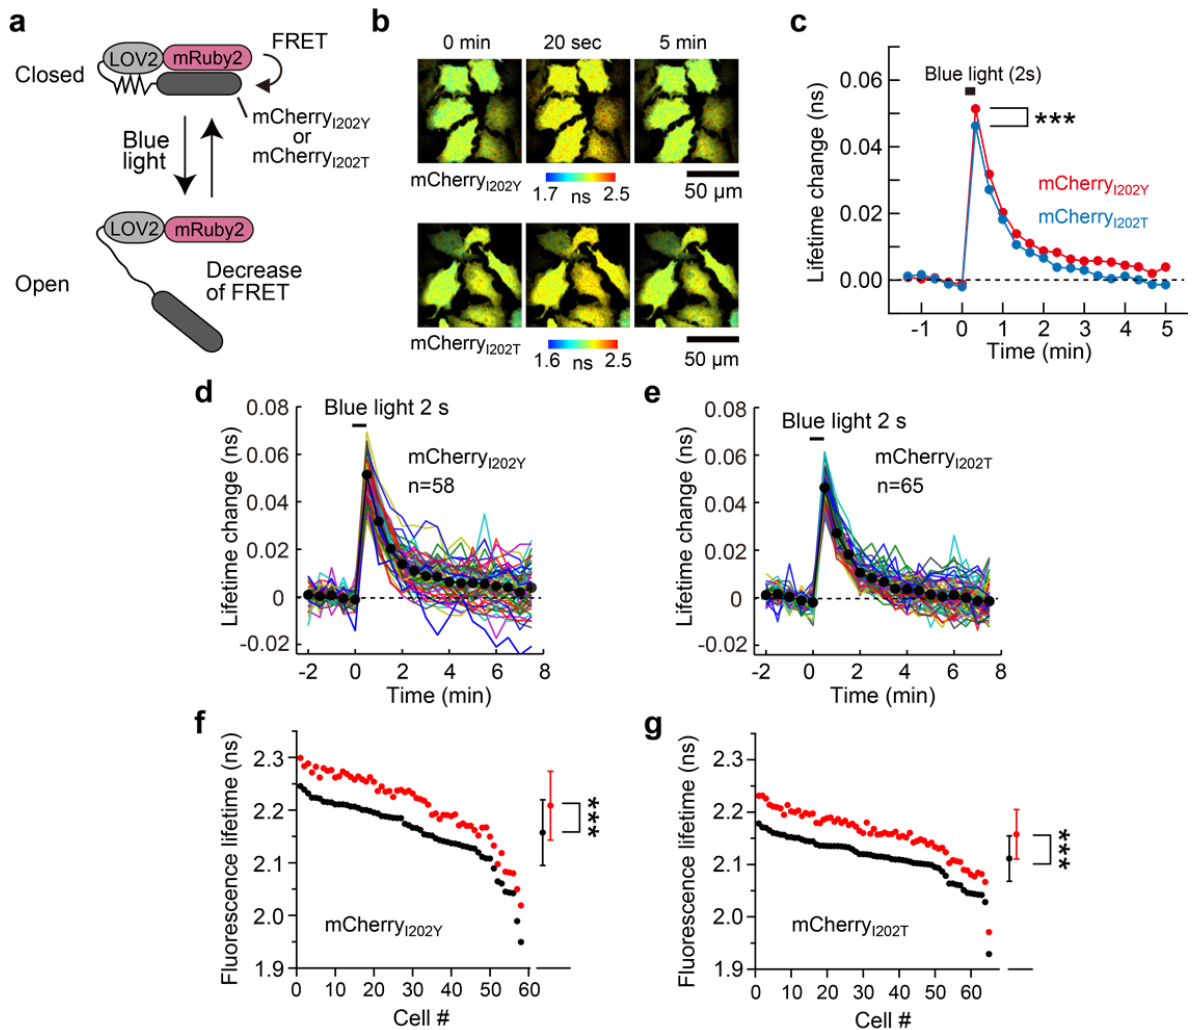 a
Closed
LOV2
mRuby2
FRET
mCherryI202Y
or
mCherryI202T
Blue
light
LOV2
mRuby2
Open
Decrease
of FRET
b
0 min
20 sec
5 min
mCherryI202Y
1.7
ns
2.5
50 µm
mCherryI202T
1.6
ns
2.5
50 µm
c
Lifetime change (ns)
0.06
0.04
0.02
0.00
Blue light (2s)
***
mCherryI202Y
mCherryI202T
-1 0 1 2 3 4 5
Time (min)
d
Lifetime change (ns)
0.08
0.06
0.04
0.02
0
-0.02
Blue light 2 s
mCherryI202Y
n=58
-2 0 2 4 6 8
Time (min)
e
Lifetime change (ns)
0.08
0.06
0.04
0.02
0
-0.02
Blue light 2 s
mCherryI202T
n=65
-2 0 2 4 6 8
Time (min)
f
Fluorescence lifetime (ns)
2.3
2.2
2.1
2.0
1.9
***
mCherryI202Y
0 10 20 30 40 50 60
Cell #
g
Fluorescence lifetime (ns)
2.3
2.2
2.1
2.0
1.9
***
mCherryI202T
0 10 20 30 40 50 60
Cell #